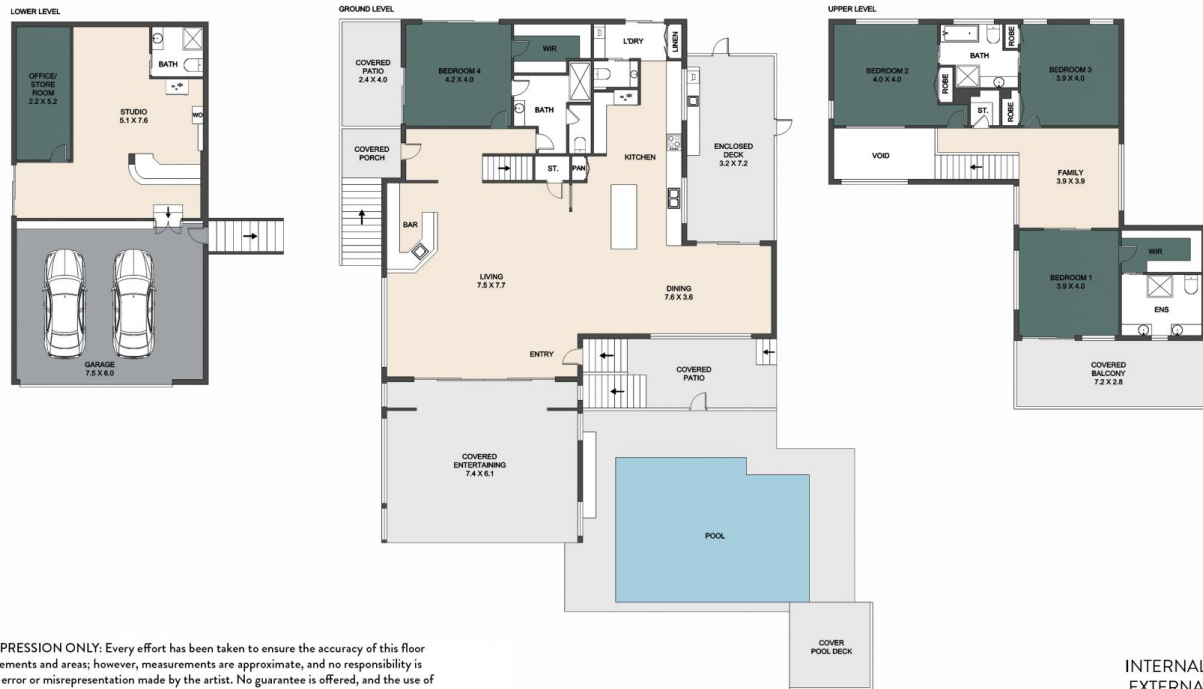 LOWER LEVEL
OFFICE/
STORE
ROOM
2.2 X 5.2
BATH
STUDIO
5.1 X 7.6
WO
GARAGE
7.5 X 6.0
GROUND LEVEL
COVERED
PATIO
2.4 X 4.0
BEDROOM 4
4.2 X 4.0
WIR
L'DRY
LINEN
BATH
COVERED
PORCH
ST.
PAN
KITCHEN
ENCLOSED
DECK
3.2 X 7.2
BAR
LIVING
7.5 X 7.7
DINING
7.6 X 3.6
ENTRY
COVERED
PATIO
COVERED
ENTERTAINING
7.4 X 6.1
POOL
COVER
POOL DECK
UPPER LEVEL
BEDROOM 2
4.0 X 4.0
ROBE
BATH
ROBE
BEDROOM 3
3.9 X 4.0
ST.
ROBE
VOID
FAMILY
3.9 X 3.9
BEDROOM 1
3.9 X 4.0
WIR
ENS
COVERED
BALCONY
7.2 X 2.8
PRESSION ONLY: Every effort has been taken to ensure the accuracy of this floor
ements and areas; however, measurements are approximate, and no responsibility is
error or misrepresentation made by the artist. No guarantee is offered, and the use of
INTERNAL
EXTERNA